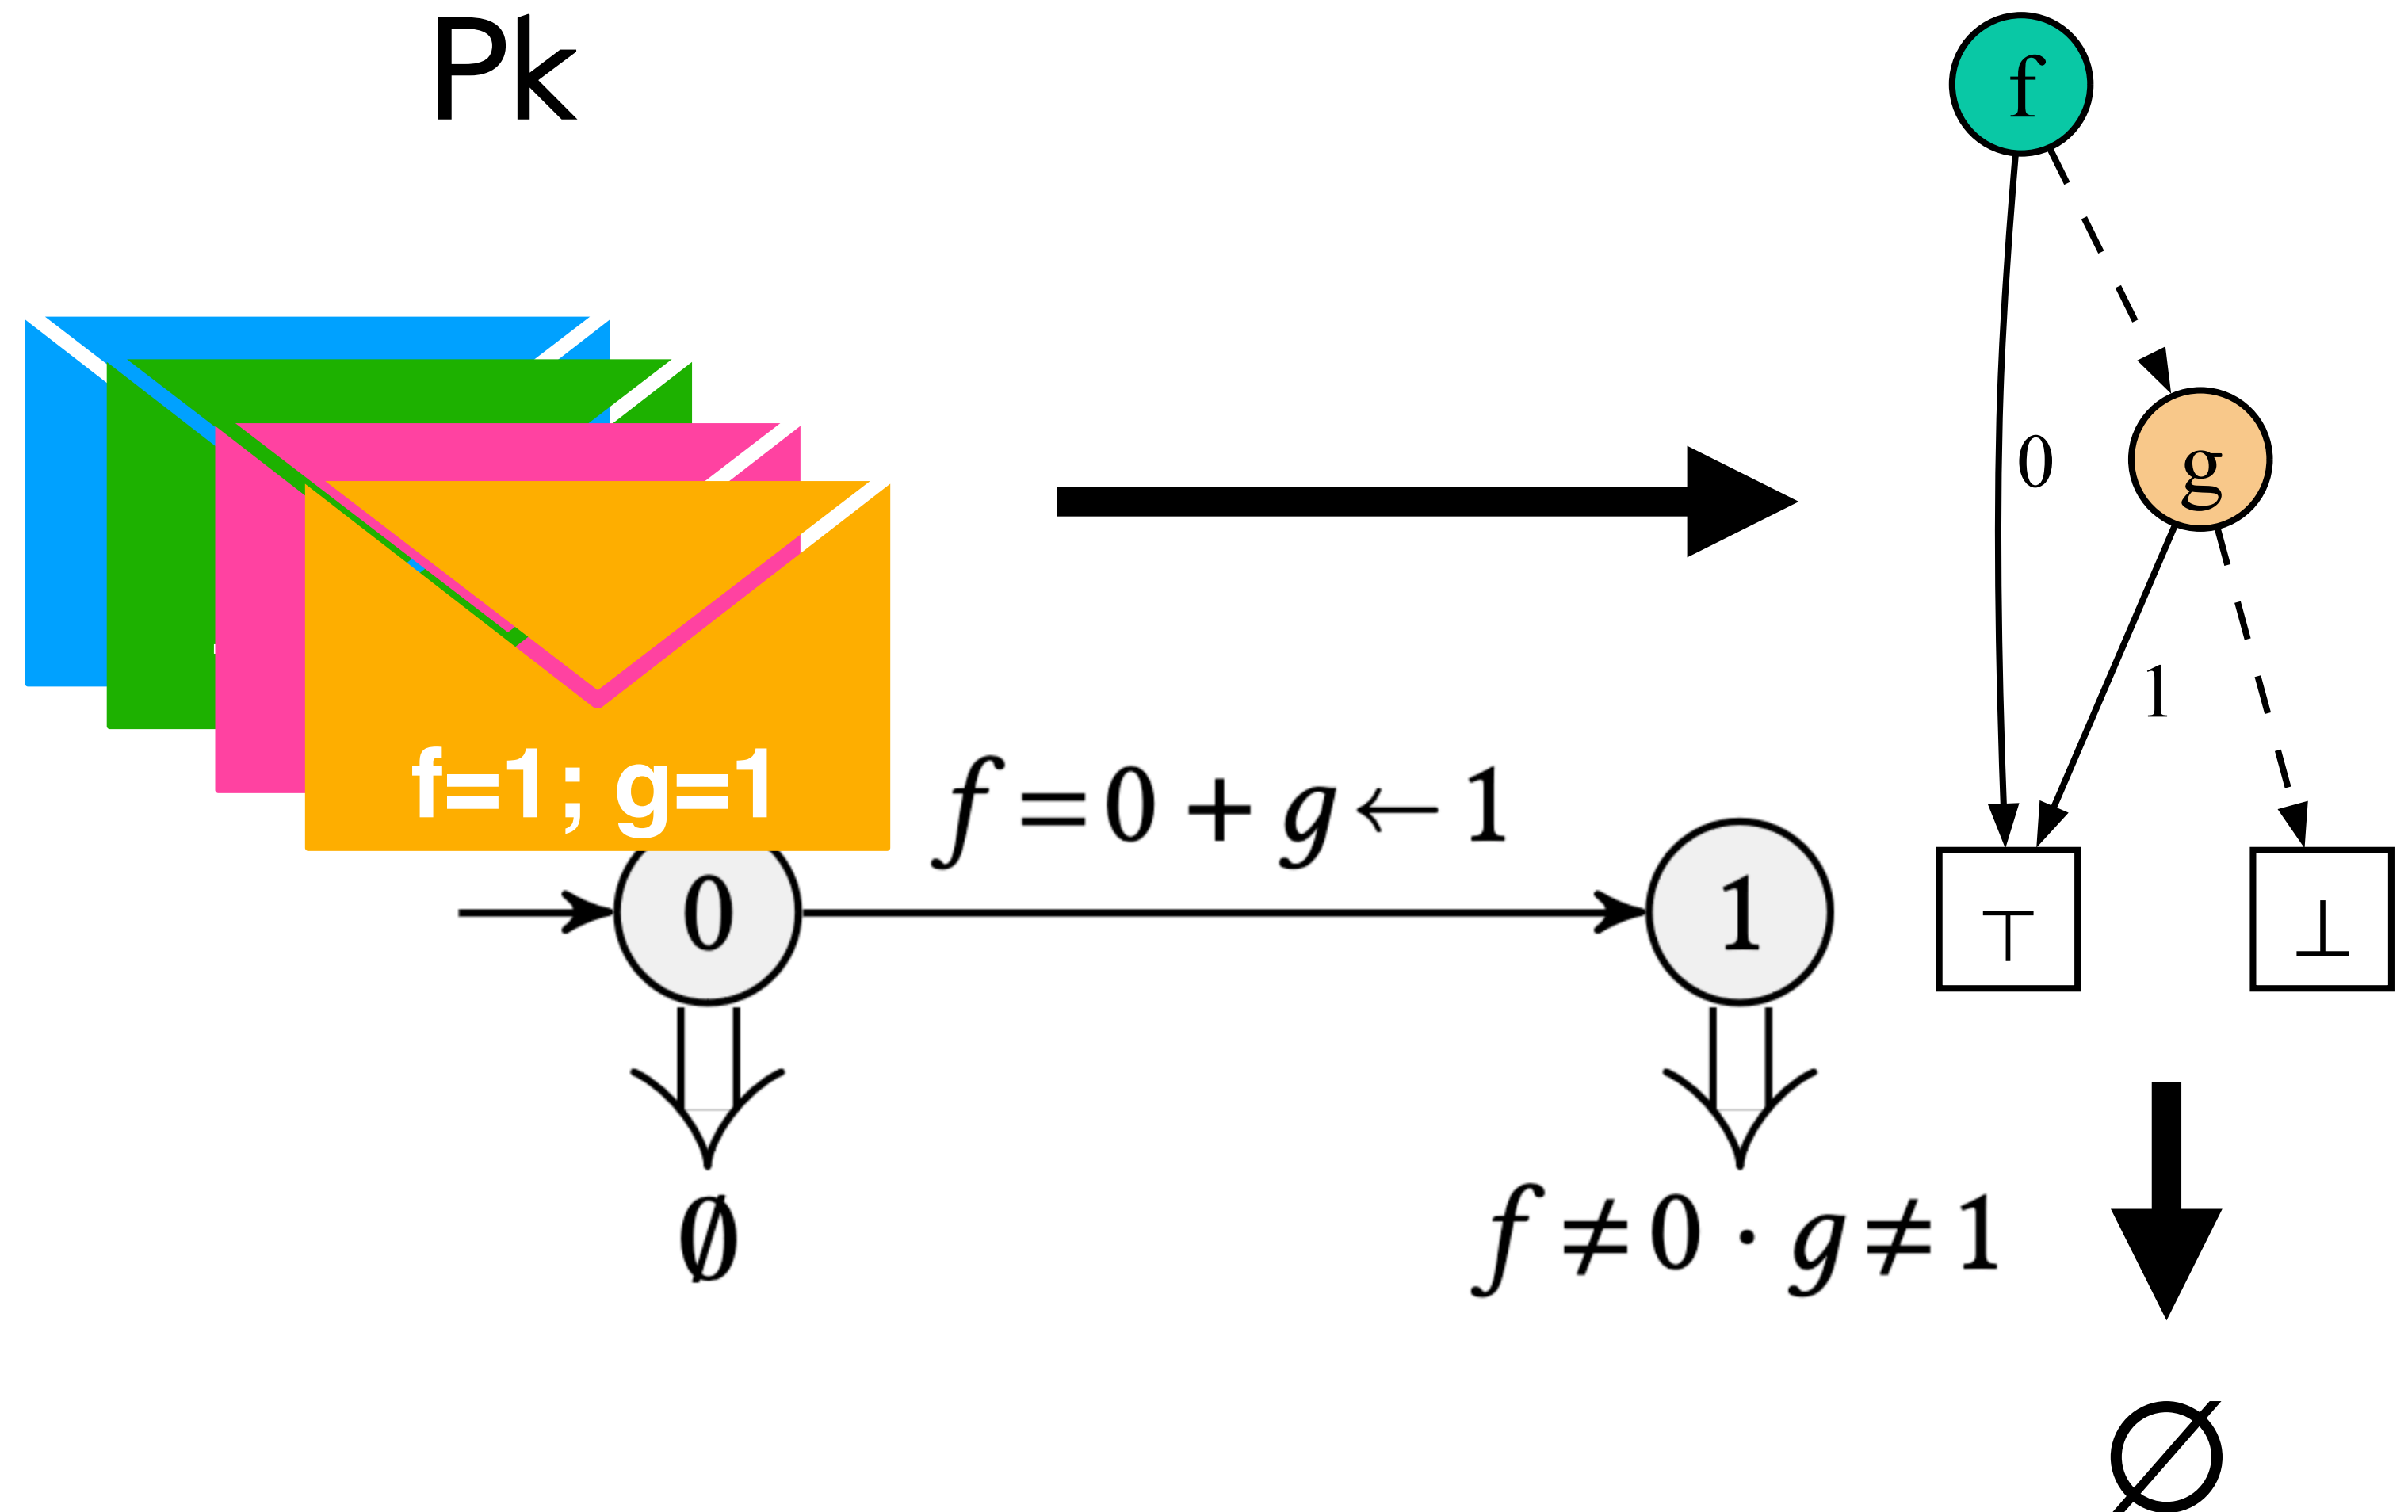 Pk
f
0
g
1
f=1; g=1
f = 0 + g ← 1
0
1
⊤
⊥
∅
f ≠ 0 · g ≠ 1
∅